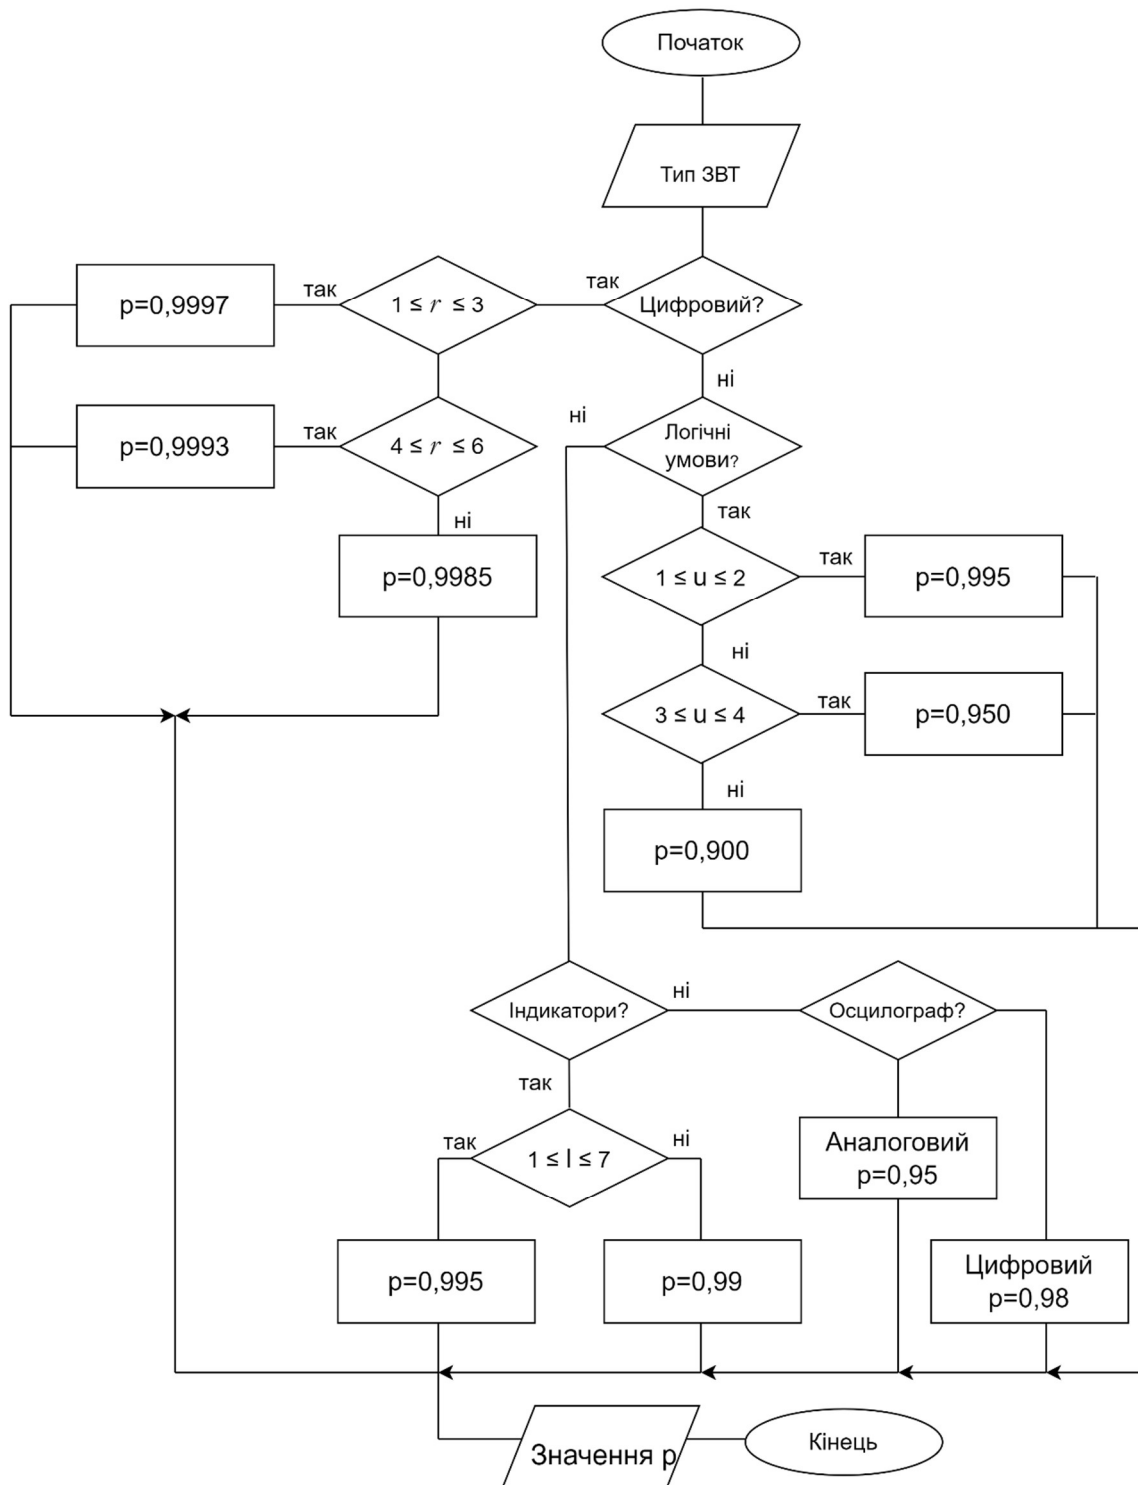 Початок
Тип ЗВТ
так
Цифровий?
так
1 ≤ r ≤ 3
p=0,9997
ні
ні
Логічні
умови?
так
4 ≤ r ≤ 6
p=0,9993
ні
p=0,9985
так
1 ≤ u ≤ 2
так
p=0,995
ні
3 ≤ u ≤ 4
так
p=0,950
ні
p=0,900
Індикатори?
ні
Осцилограф?
так
так
1 ≤ l ≤ 7
ні
Аналоговий
p=0,95
p=0,995
p=0,99
Цифровий
p=0,98
Значення p
Кінець